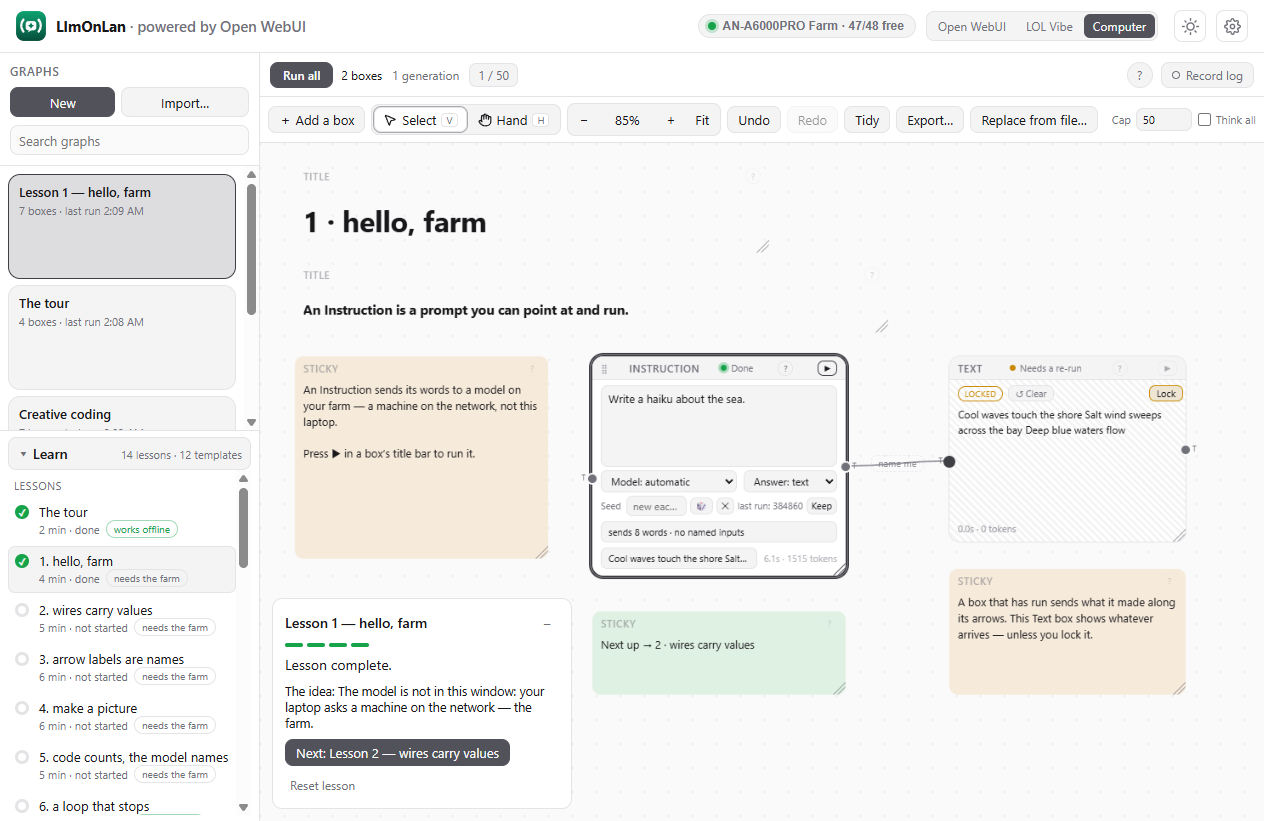 LlmOnLan · powered by Open WebUI
AN-A6000PRO Farm · 47/48 free
Open WebUI
LOL Vibe
Computer
GRAPHS
New
Import...
Search graphs
Lesson 1 — hello, farm
7 boxes · last run 2:09 AM
The tour
4 boxes · last run 2:08 AM
Creative coding
Learn
14 lessons · 12 templates
LESSONS
The tour
2 min · done works offline
1. hello, farm
4 min · done needs the farm
2. wires carry values
5 min · not started needs the farm
3. arrow labels are names
6 min · not started needs the farm
4. make a picture
6 min · not started needs the farm
5. code counts, the model names
5 min · not started needs the farm
6. a loop that stops
Run all
2 boxes
1 generation
1 / 50
?
Record log
+ Add a box
Select V
Hand H
− 85% + Fit
Undo
Redo
Tidy
Export...
Replace from file...
Cap 50
Think all
TITLE ?
1 · hello, farm
TITLE ?
An Instruction is a prompt you can point at and run.
STICKY ?
An Instruction sends its words to a model on
your farm — a machine on the network, not this
laptop.
Press ▶ in a box's title bar to run it.
INSTRUCTION Done ? ▶
Write a haiku about the sea.
Model: automatic
Answer: text
Seed new eac... last run: 384860 Keep
sends 8 words · no named inputs
Cool waves touch the shore Salt... 6.1s · 1515 tokens
T
T name me T
TEXT Needs a re-run ? ▶
LOCKED ↺ Clear Lock
Cool waves touch the shore Salt wind sweeps
across the bay Deep blue waters flow
T
0.0s · 0 tokens
STICKY ?
A box that has run sends what it made along
its arrows. This Text box shows whatever
arrives — unless you lock it.
STICKY ?
Next up → 2 · wires carry values
Lesson 1 — hello, farm −
Lesson complete.
The idea: The model is not in this window: your
laptop asks a machine on the network — the
farm.
Next: Lesson 2 — wires carry values
Reset lesson